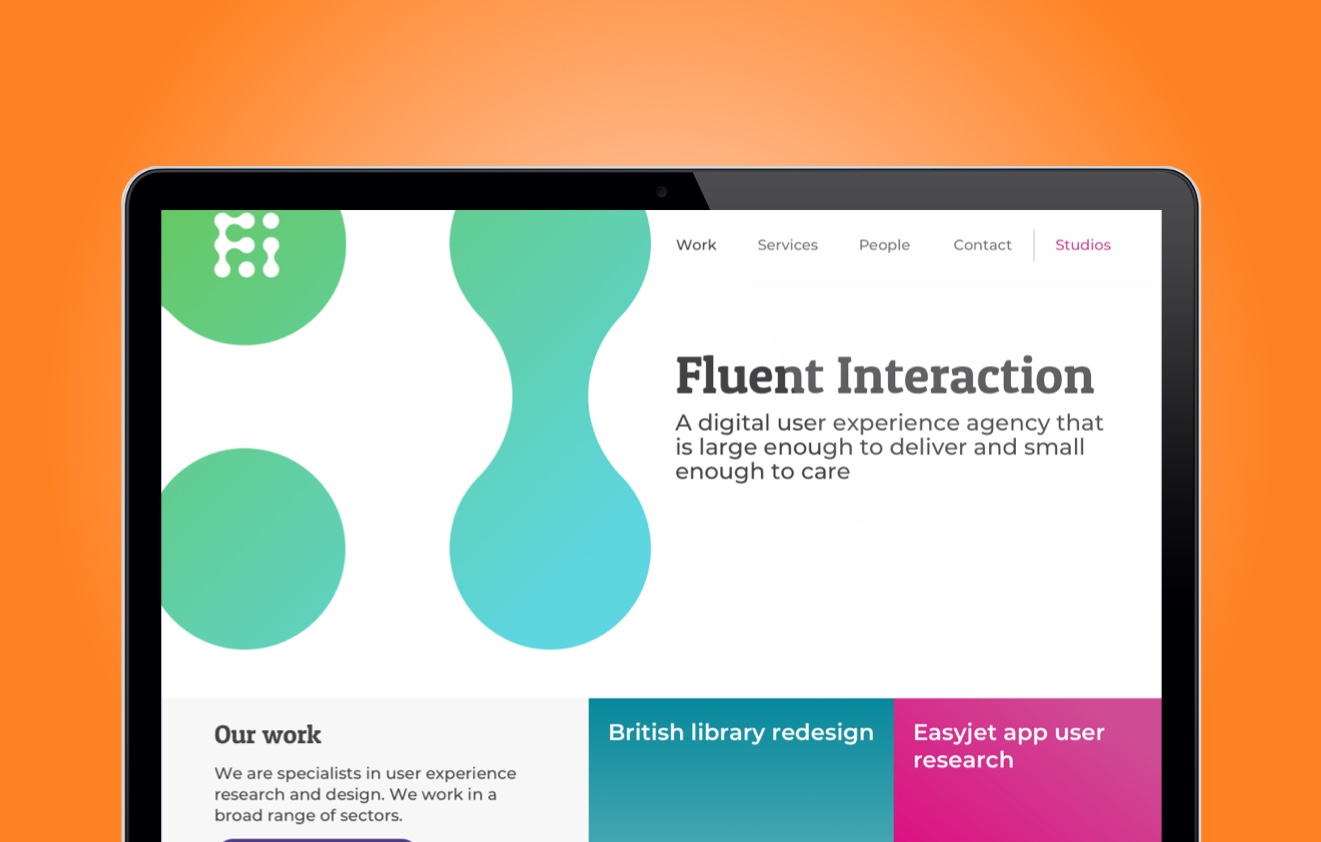 Work Services People Contact Studios
Fluent Interaction
A digital user experience agency that
is large enough to deliver and small
enough to care
Our work
We are specialists in user experience
research and design. We work in a
broad range of sectors.
British library redesign
Easyjet app user
research